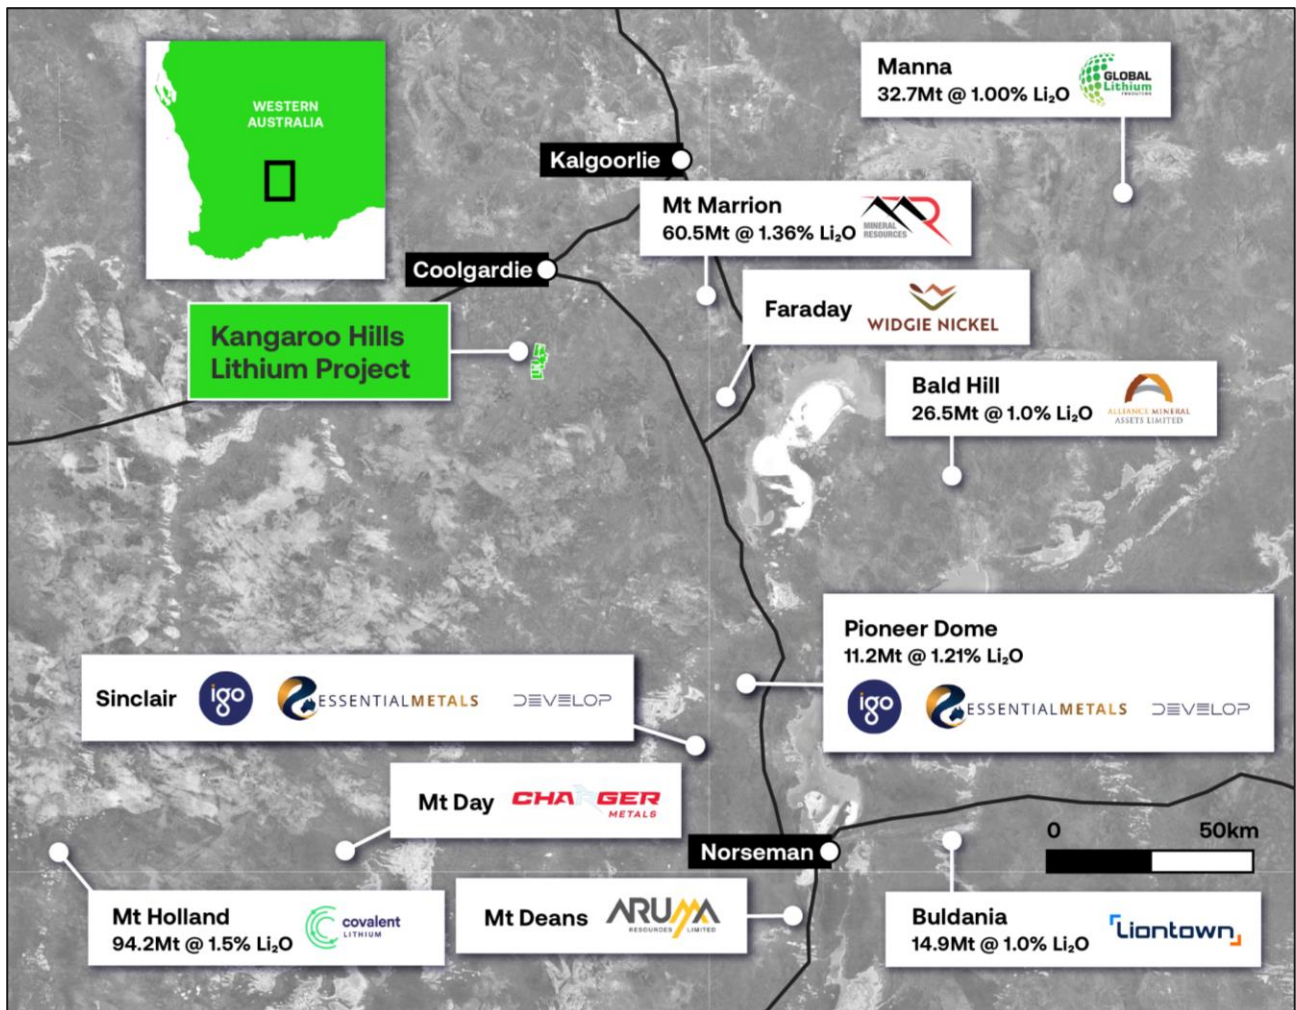 WESTERN
AUSTRALIA
Manna
32.7Mt @ 1.00% Li₂O
GLOBAL
Lithium
RESOURCES
Kalgoorlie
Mt Marrion
60.5Mt @ 1.36% Li₂O
MINERAL
RESOURCES
Coolgardie
Faraday
WIDGIE NICKEL
Kangaroo Hills
Lithium Project
Bald Hill
26.5Mt @ 1.0% Li₂O
ALLIANCE MINERAL
ASSETS LIMITED
Pioneer Dome
11.2Mt @ 1.21% Li₂O
igo
ESSENTIALMETALS
DEVELOP
Sinclair
igo
ESSENTIALMETALS
DEVELOP
Mt Day
CHARGER
METALS
Norseman
0 50km
Mt Holland
94.2Mt @ 1.5% Li₂O
covalent
LITHIUM
Mt Deans
ARUMA
RESOURCES LIMITED
Buldania
14.9Mt @ 1.0% Li₂O
Liontown